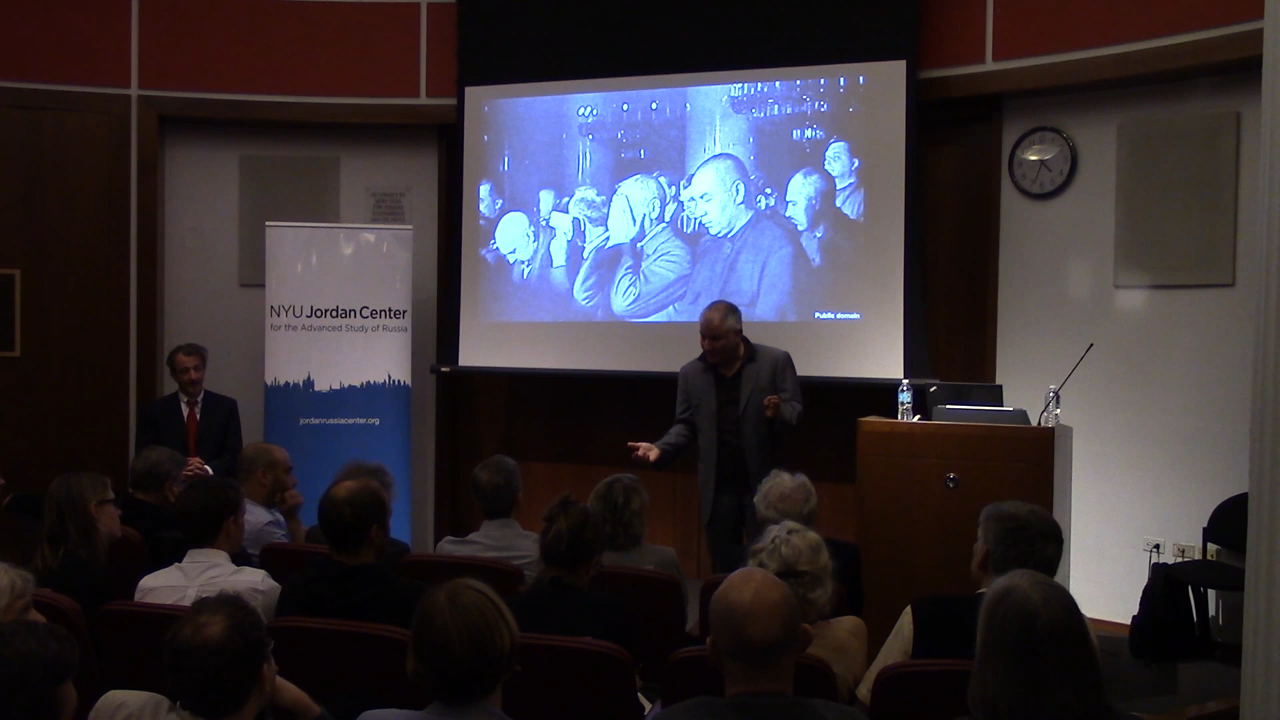 NYU Jordan Center
for the Advanced Study of Russia
jordanrussiacenter.org
Public domain